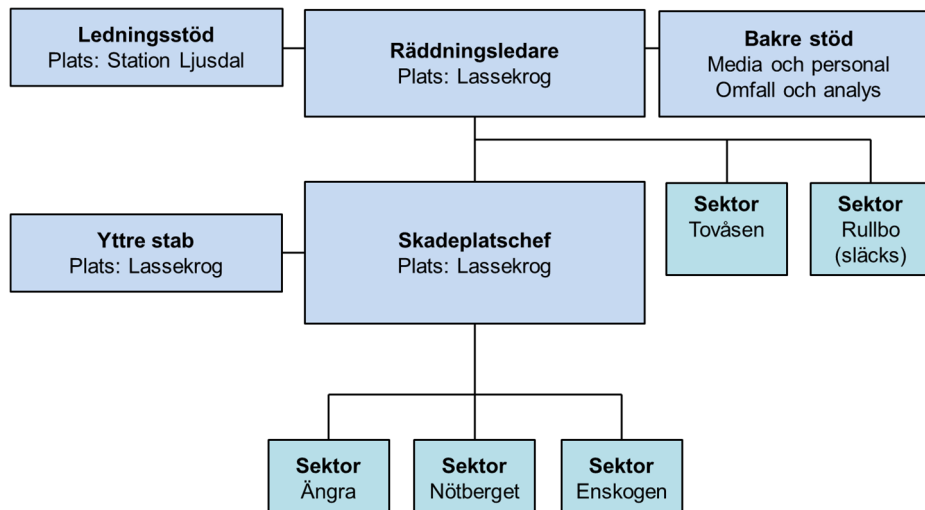 Ledningsstöd
Plats: Station Ljusdal
Räddningsledare
Plats: Lassekrog
Bakre stöd
Media och personal
Omfall och analys
Yttre stab
Plats: Lassekrog
Skadeplatschef
Plats: Lassekrog
Sektor
Tovåsen
Sektor
Rullbo
(släcks)
Sektor
Ängra
Sektor
Nötberget
Sektor
Enskogen